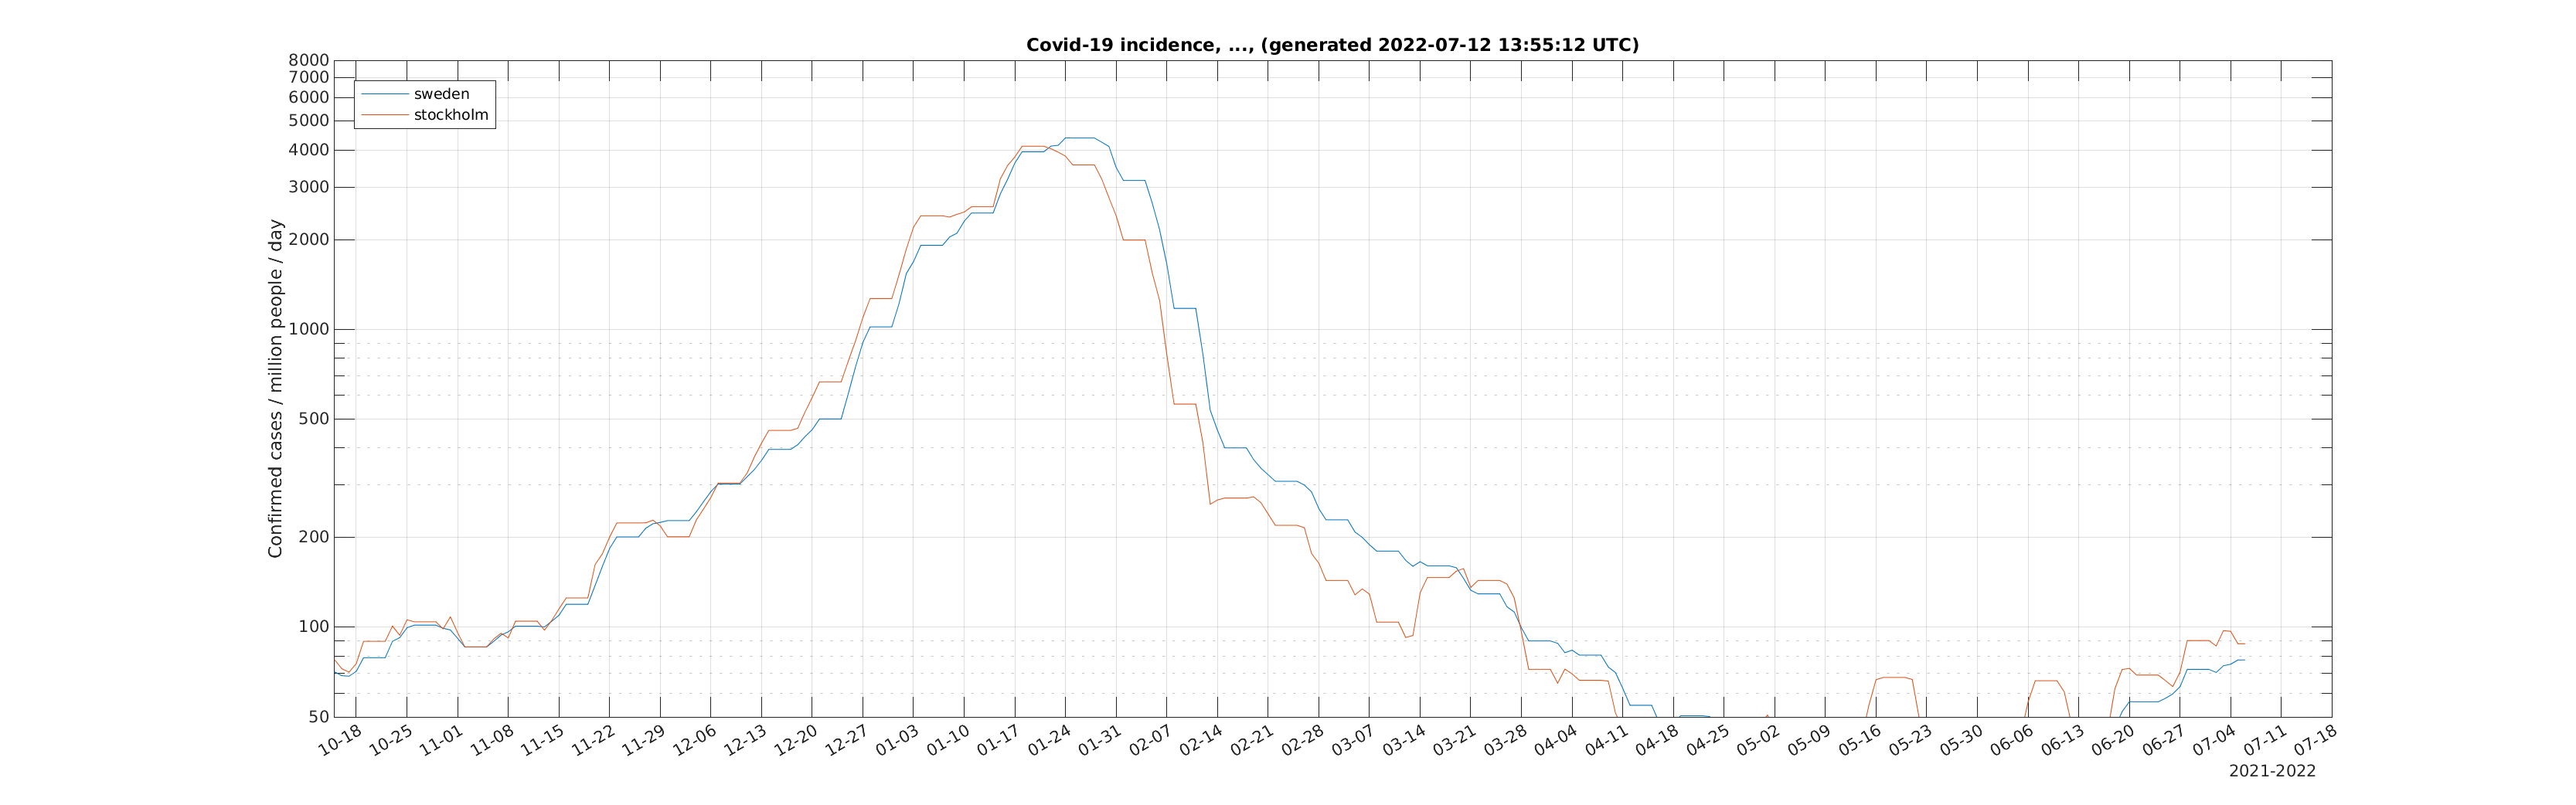 Covid-19 incidence, ..., (generated 2022-07-12 13:55:12 UTC)
8000
7000
6000
5000
4000
3000
2000
1000
500
200
100
50
sweden
stockholm
Confirmed cases / million people / day
10-18 10-25 11-01 11-08 11-15 11-22 11-29 12-06 12-13 12-20 12-27 01-03 01-10 01-17 01-24 01-31 02-07 02-14 02-21 02-28 03-07 03-14 03-21 03-28 04-04 04-11 04-18 04-25 05-02 05-09 05-16 05-23 05-30 06-06 06-13 06-20 06-27 07-04 07-11 07-18
2021-2022